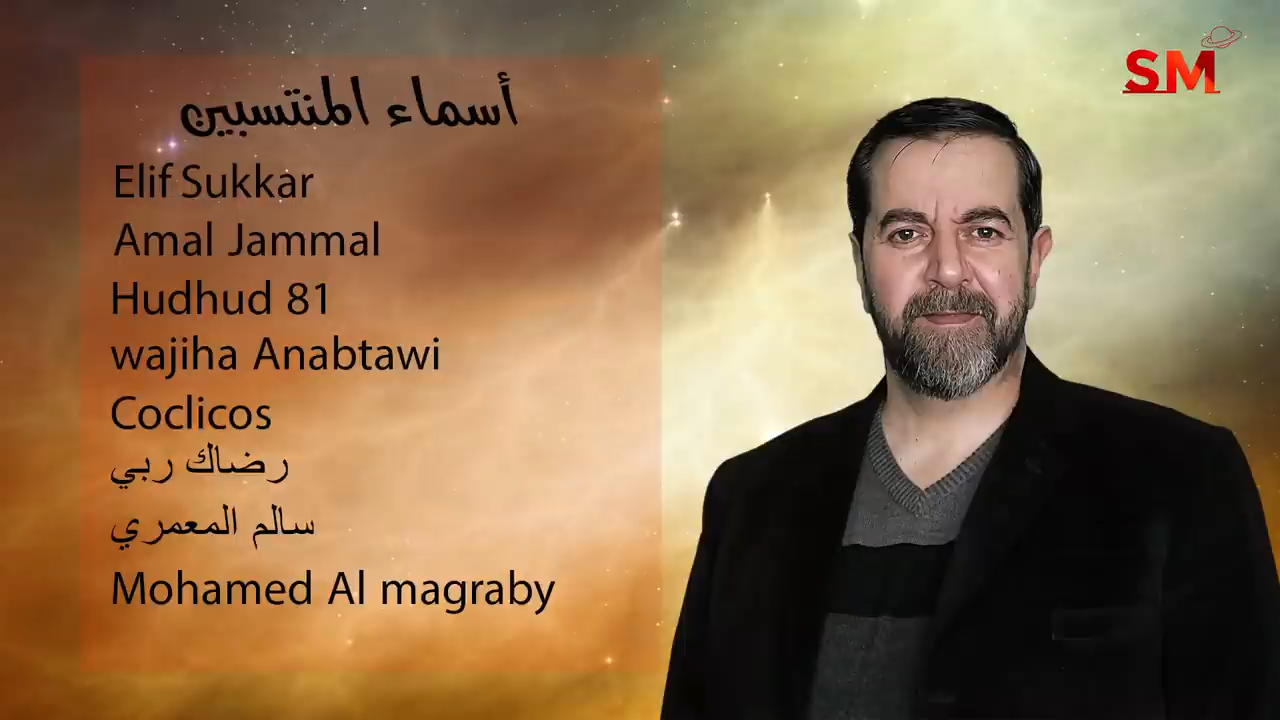 أسماء المنتسبين
Elif Sukkar
Amal Jammal
Hudhud 81
wajiha Anabtawi
Coclicos
رضاك ربي
سالم المعمري
Mohamed Al magraby
SM